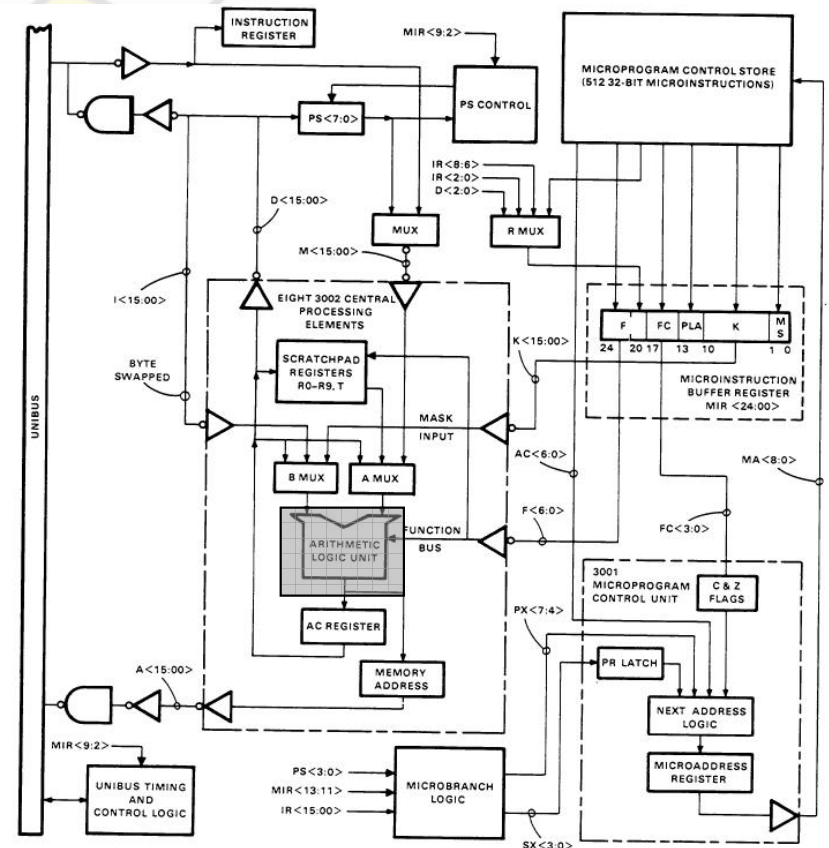 INSTRUCTION
REGISTER
MIR<9:2>
MICROPROGRAM CONTROL STORE
(512 32-BIT MICROINSTRUCTIONS)
PS CONTROL
PS<7:0>
IR<8:6>
IR<2:0>
D<2:0>
D<15:00>
MUX
R MUX
M<15:00>
I<15:00>
EIGHT 3002 CENTRAL
PROCESSING
ELEMENTS
F
FC
PLA
K
M
S
24
20
17
13
10
1
0
K<15:00>
SCRATCHPAD
REGISTERS
R0-R9, T
MICROINSTRUCTION
BUFFER REGISTER
MIR <24:00>
BYTE
SWAPPED
UNIBUS
MASK
INPUT
AC<6:0>
MA<8:0>
B MUX
A MUX
F<6:0>
FC<3:0>
FUNCTION
BUS
ARITHMETIC
LOGIC UNIT
3001
MICROPROGRAM
CONTROL UNIT
C & Z
FLAGS
PX<7:4>
AC REGISTER
PR LATCH
A<15:00>
MEMORY
ADDRESS
NEXT ADDRESS
LOGIC
MIR<9:2>
MICROADDRESS
REGISTER
PS<3:0>
MIR<13:11>
IR<15:00>
MICROBRANCH
LOGIC
UNIBUS TIMING
AND
CONTROL LOGIC
SX<3:0>